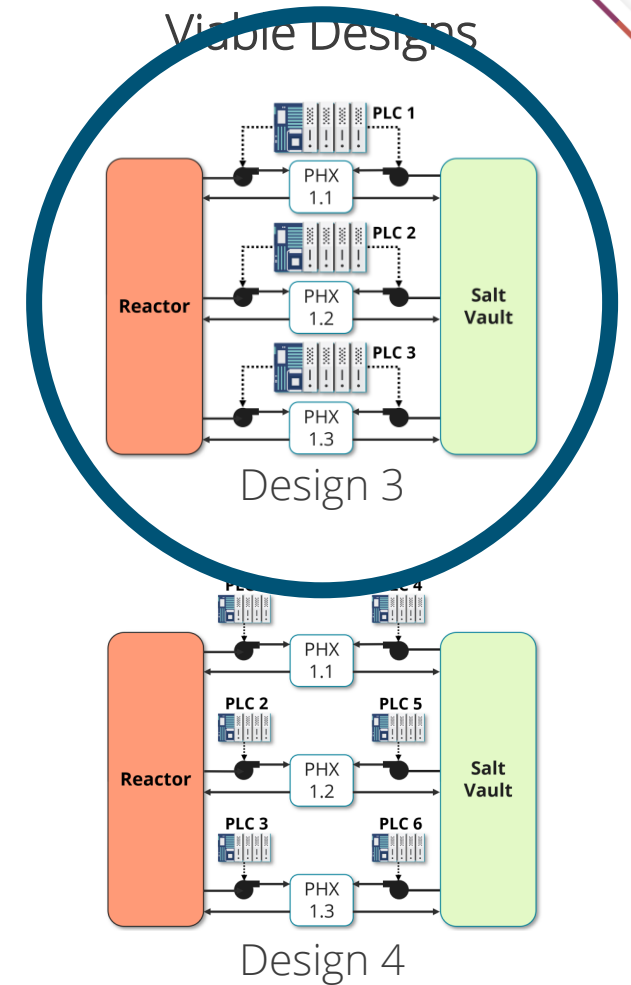 Viable Designs
PLC 1
PHX
1.1
PLC 2
Reactor
PHX
1.2
Salt
Vault
PLC 3
PHX
1.3
Design 3
4
PHX
1.1
PLC 2
PLC 5
Reactor
PHX
1.2
Salt
Vault
PLC 3
PLC 6
PHX
1.3
Design 4